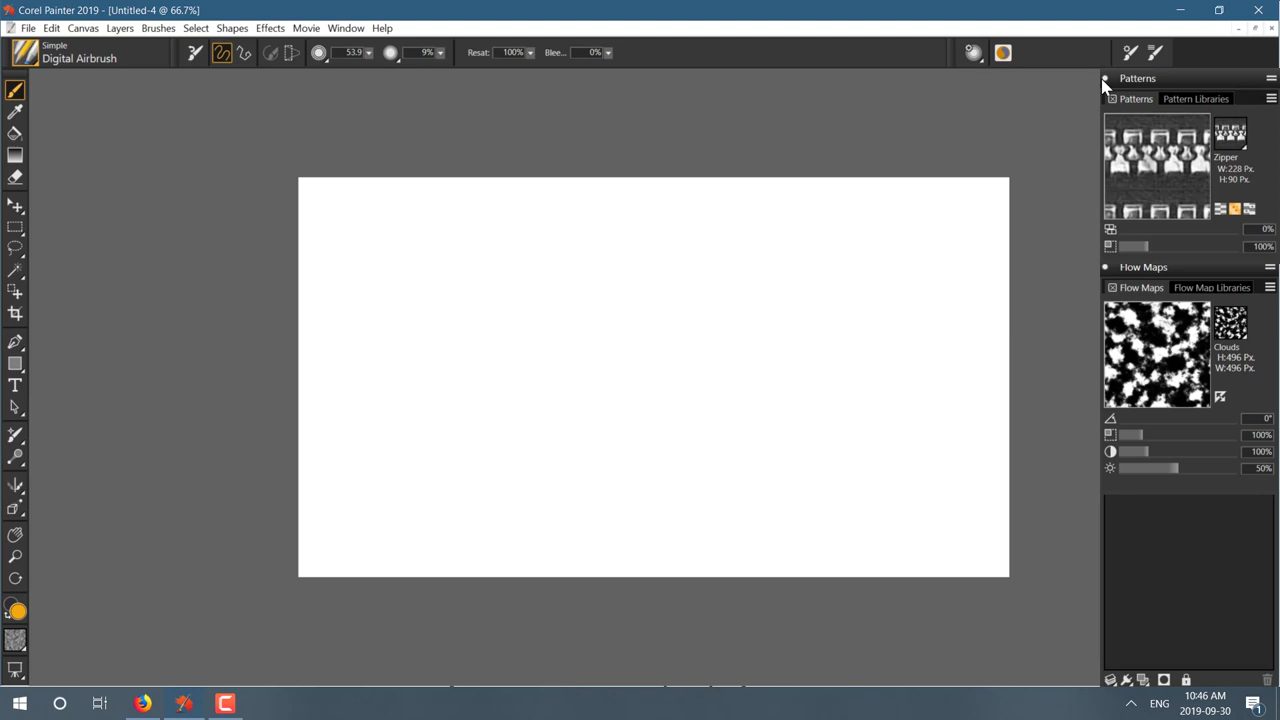 Corel Painter 2019 - [Untitled-4 @ 66.7%]
File Edit Canvas Layers Brushes Select Shapes Effects Movie Window Help
Simple
Digital Airbrush
53.9 9% Resat: 100% Blee... 0%
Patterns
Patterns Pattern Libraries
Zipper
W:228 Px.
H:90 Px.
0%
100%
Flow Maps
Flow Maps Flow Map Libraries
Clouds
H:496 Px.
W:496 Px.
0°
100%
100%
50%
T
ENG
10:46 AM
2019-09-30
1